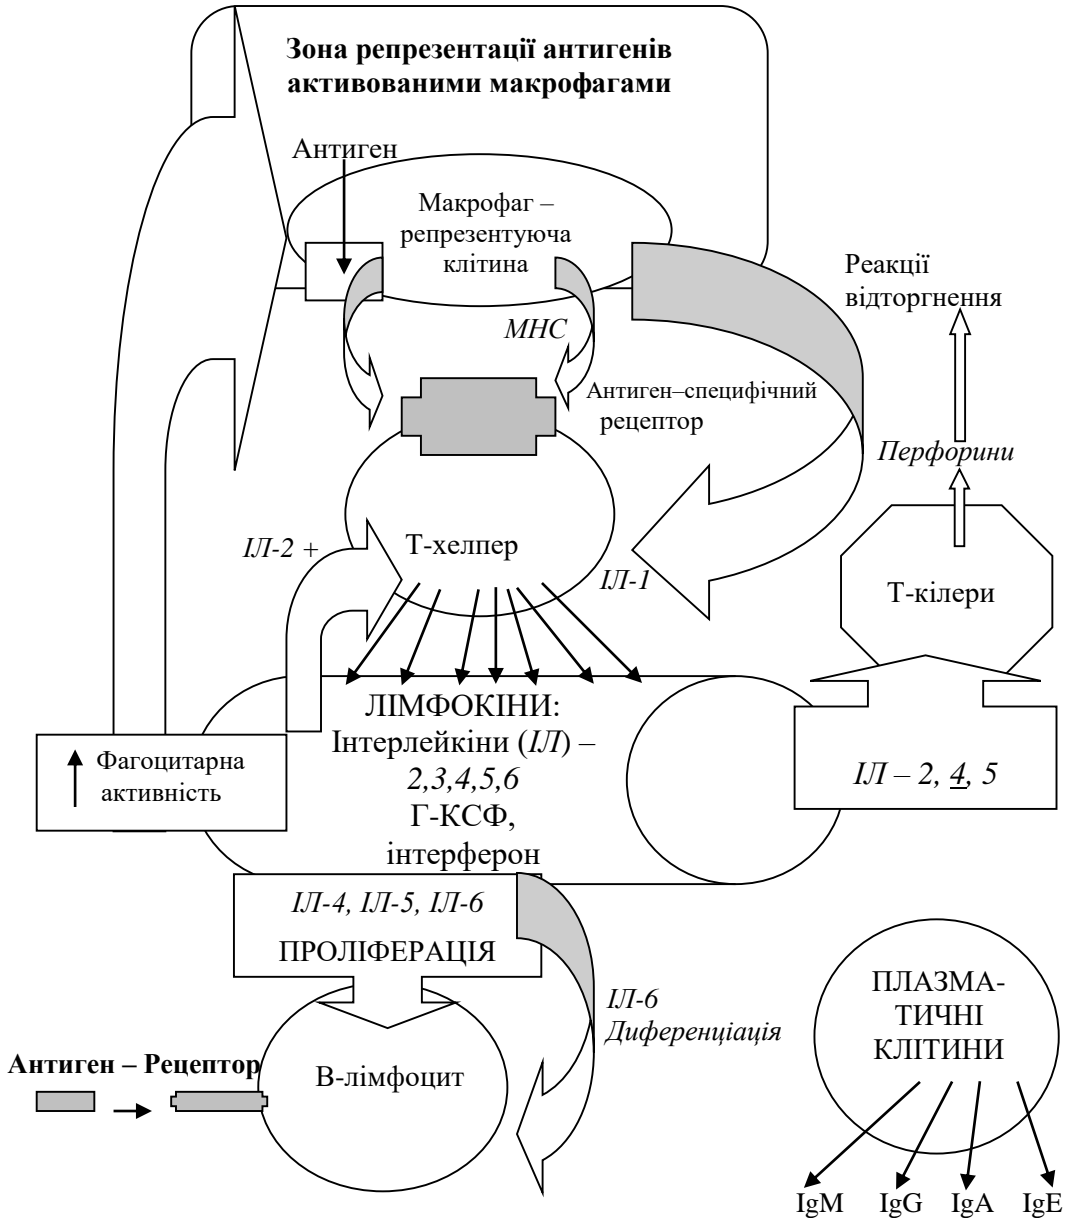 Зона репрезентації антигенів
активованими макрофагами
Антиген
Макрофаг –
репрезентуюча
клітина
Реакції
відторгнення
МНС
Антиген–специфічний
рецептор
Перфорини
ІЛ-2 +
Т-хелпер
ІЛ-1
Т-кілери
ЛІМФОКІНИ:
Інтерлейкіни (ІЛ) –
2,3,4,5,6
Г-КСФ,
інтерферон
Фагоцитарна
активність
ІЛ – 2, 4, 5
ІЛ-4, ІЛ-5, ІЛ-6
ПРОЛІФЕРАЦІЯ
ІЛ-6
Диференціація
ПЛАЗМА-
ТИЧНІ
КЛІТИНИ
Антиген – Рецептор
В-лімфоцит
IgM IgG IgA IgE